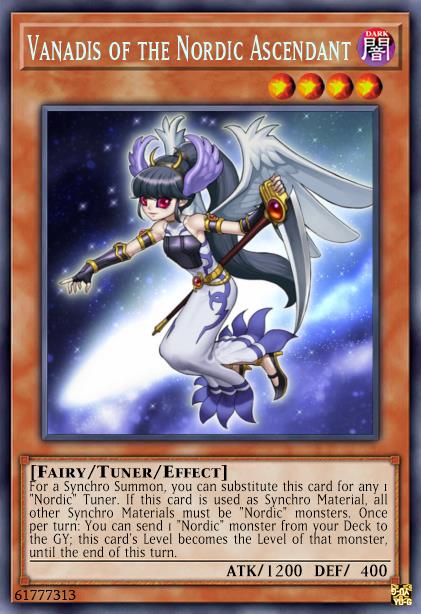 VANADIS OF THE NORDIC ASCENDANT
DARK
闇
[FAIRY/TUNER/EFFECT]
For a Synchro Summon, you can substitute this card for any 1
"Nordic" Tuner. If this card is used as Synchro Material, all
other Synchro Materials must be "Nordic" monsters. Once
per turn: You can send 1 "Nordic" monster from your Deck to
the GY; this card's Level becomes the Level of that monster,
until the end of this turn.
ATK/1200 DEF/ 400
61777313